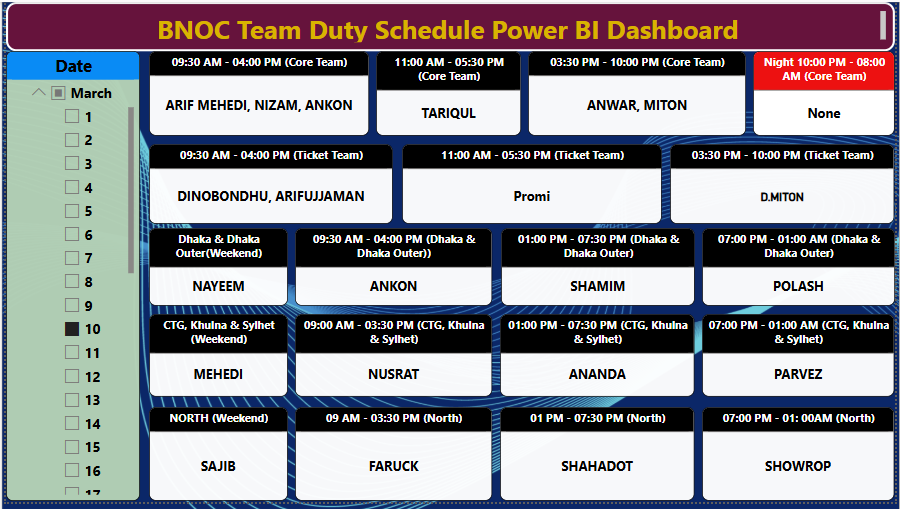 BNOC Team Duty Schedule Power BI Dashboard
Date
March
1
2
3
4
5
6
7
8
9
10
11
12
13
14
15
16
17
09:30 AM - 04:00 PM (Core Team)
ARIF MEHEDI, NIZAM, ANKON
11:00 AM - 05:30 PM
(Core Team)
TARIQUL
03:30 PM - 10:00 PM (Core Team)
ANWAR, MITON
Night 10:00 PM - 08:00
AM (Core Team)
None
09:30 AM - 04:00 PM (Ticket Team)
DINOBONDHU, ARIFUJJAMAN
11:00 AM - 05:30 PM (Ticket Team)
Promi
03:30 PM - 10:00 PM (Ticket Team)
D.MITON
Dhaka & Dhaka
Outer(Weekend)
NAYEEM
09:30 AM - 04:00 PM (Dhaka &
Dhaka Outer))
ANKON
01:00 PM - 07:30 PM (Dhaka &
Dhaka Outer)
SHAMIM
07:00 PM - 01:00 AM (Dhaka &
Dhaka Outer)
POLASH
CTG, Khulna & Sylhet
(Weekend)
MEHEDI
09:00 AM - 03:30 PM (CTG, Khulna
& Sylhet)
NUSRAT
01:00 PM - 07:30 PM (CTG, Khulna
& Sylhet)
ANANDA
07:00 PM - 01:00 AM (CTG, Khulna
& Sylhet)
PARVEZ
NORTH (Weekend)
SAJIB
09 AM - 03:30 PM (North)
FARUCK
01 PM - 07:30 PM (North)
SHAHADOT
07:00 PM - 01: 00AM (North)
SHOWROP